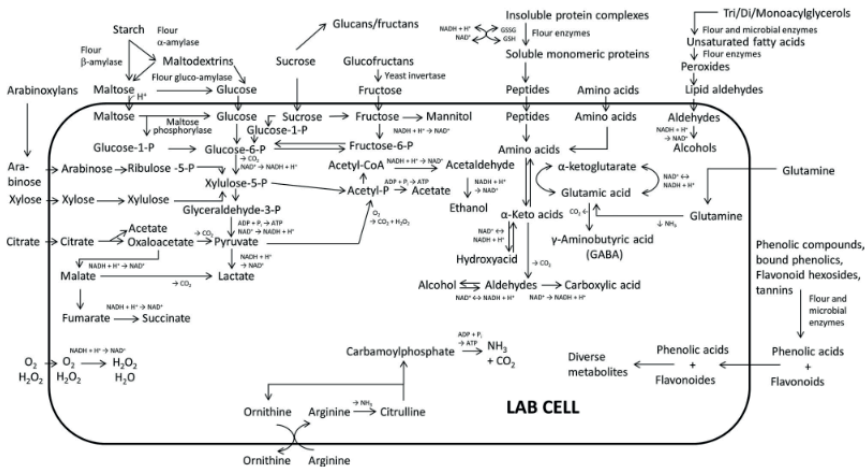 Glucans/fructans
Insoluble protein complexes
Tri/Di/Monoacylglycerols
NADH + H⁺
NAD⁺
GSSG
GSH
Flour enzymes
Flour and microbial enzymes
Starch
Flour
α-amylase
Flour
β-amylase
Maltodextrins
Flour gluco-amylase
Sucrose
Glucofructans
Yeast invertase
Soluble monomeric proteins
Unsaturated fatty acids
Flour enzymes
Peroxides
Arabinoxylans
Maltose
Glucose
Fructose
Peptides
Amino acids
Lipid aldehydes
H⁺
Maltose
Glucose
Sucrose
Fructose
Mannitol
Peptides
Amino acids
Aldehydes
Maltose
phosphorylase
Glucose-1-P
NADH + H⁺ → NAD⁺
NADH + H⁺
→ NAD⁺
Alcohols
Glucose-1-P
Glucose-6-P
Fructose-6-P
Amino acids
→ CO₂
NAD⁺ → NADH + H⁺
Acetyl-CoA
NADH + H⁺ → NAD⁺
Acetaldehyde
α-ketoglutarate
Ara-
binose
Arabinose
Ribulose -5-P
Xylulose-5-P
Acetyl-P
ADP + Pᵢ → ATP
Acetate
NADH + H⁺
→ NAD⁺
Ethanol
NAD⁺ ↔
NADH + H⁺
Glutamic acid
Glutamine
Xylose
Xylose
Xylulose
Glyceraldehyde-3-P
O₂
→ CO₂ + H₂O₂
α-Keto acids
CO₂
↓ NH₃
Glutamine
ADP + Pᵢ → ATP
NAD⁺ → NADH + H⁺
Citrate
Citrate
Acetate
Oxaloacetate
→ CO₂
Pyruvate
NAD⁺ ↔
NADH + H⁺
γ-Aminobutyric acid
(GABA)
NADH + H⁺ → NAD⁺
NADH + H⁺
→ NAD⁺
Hydroxyacid
→ CO₂
Malate
→ CO₂
Lactate
Alcohol
Aldehydes
Carboxylic acid
NAD⁺ ↔ NADH + H⁺
NAD⁺ → NADH + H⁺
Phenolic compounds,
bound phenolics,
Flavonoid hexosides,
tannins
NADH + H⁺ → NAD⁺
Fumarate
Succinate
Flour and
microbial
enzymes
O₂
H₂O₂
O₂
H₂O₂
NADH + H⁺ → NAD⁺
H₂O₂
H₂O
Carbamoylphosphate
ADP + Pᵢ
→ ATP
NH₃
+ CO₂
Diverse
metabolites
Phenolic acids
+
Flavonoides
Phenolic acids
+
Flavonoids
Ornithine
Arginine
→ NH₃
Citrulline
LAB CELL
Ornithine
Arginine